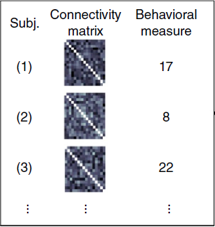 Subj. Connectivity matrix Behavioral measure
(1) 17
(2) 8
(3) 22
⋮ ⋮ ⋮